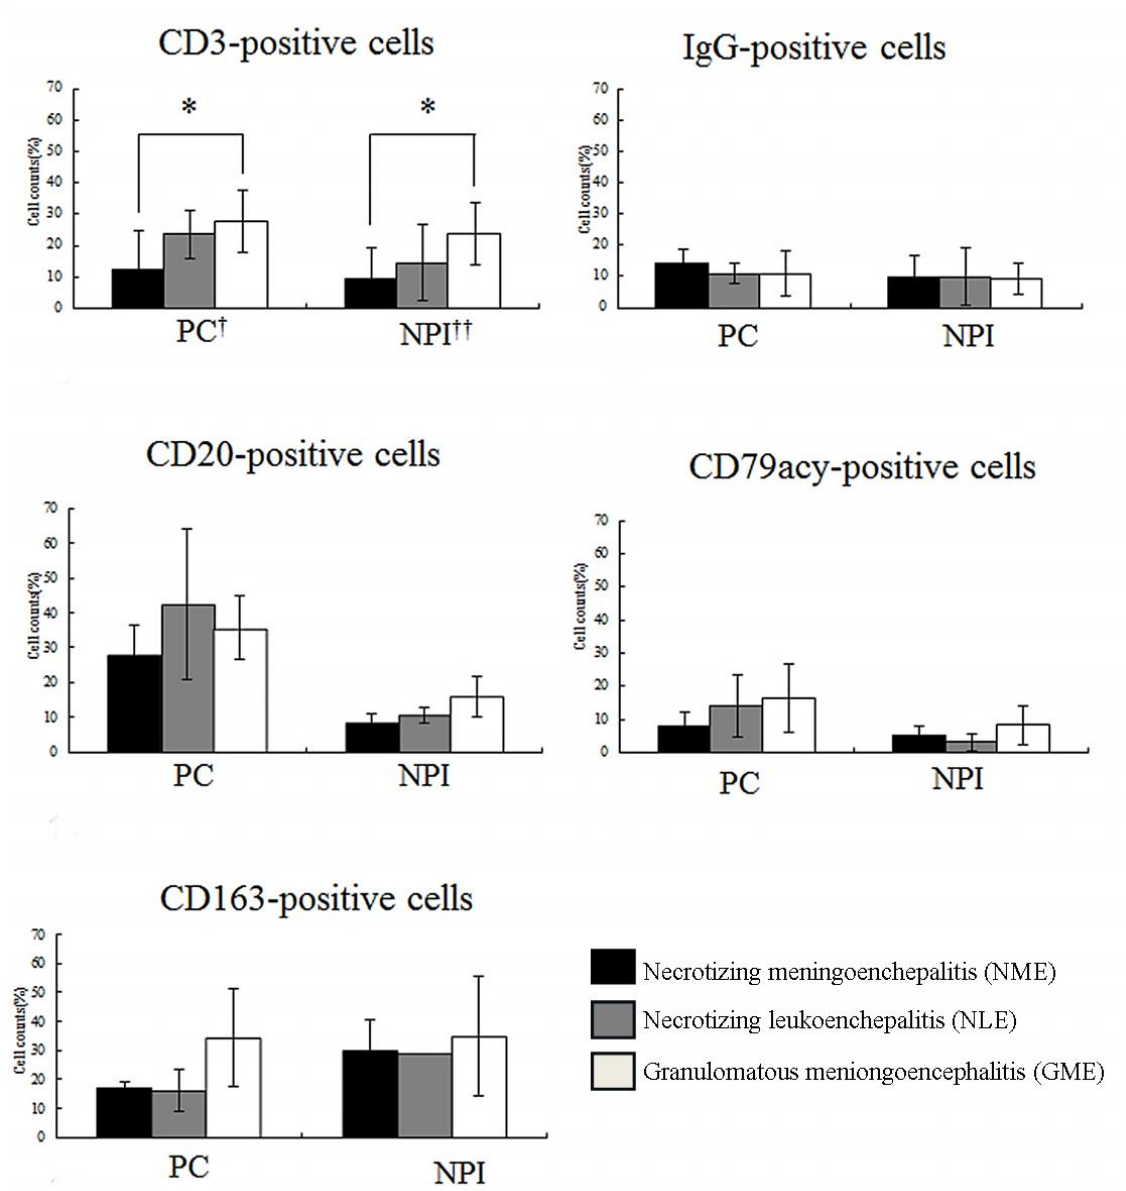 CD3-positive cells
IgG-positive cells
Cell counts(%)
70
60
50
40
30
20
10
0
*
*
PC†
NPI††
Cell counts(%)
70
60
50
40
30
20
10
0
PC
NPI
CD20-positive cells
CD79acy-positive cells
Cell counts(%)
70
60
50
40
30
20
10
0
PC
NPI
Cell counts(%)
70
60
50
40
30
20
10
0
PC
NPI
CD163-positive cells
Cell counts(%)
70
60
50
40
30
20
10
0
PC
NPI
Necrotizing meningoenchepalitis (NME)
Necrotizing leukoenchepalitis (NLE)
Granulomatous meniongoencephalitis (GME)